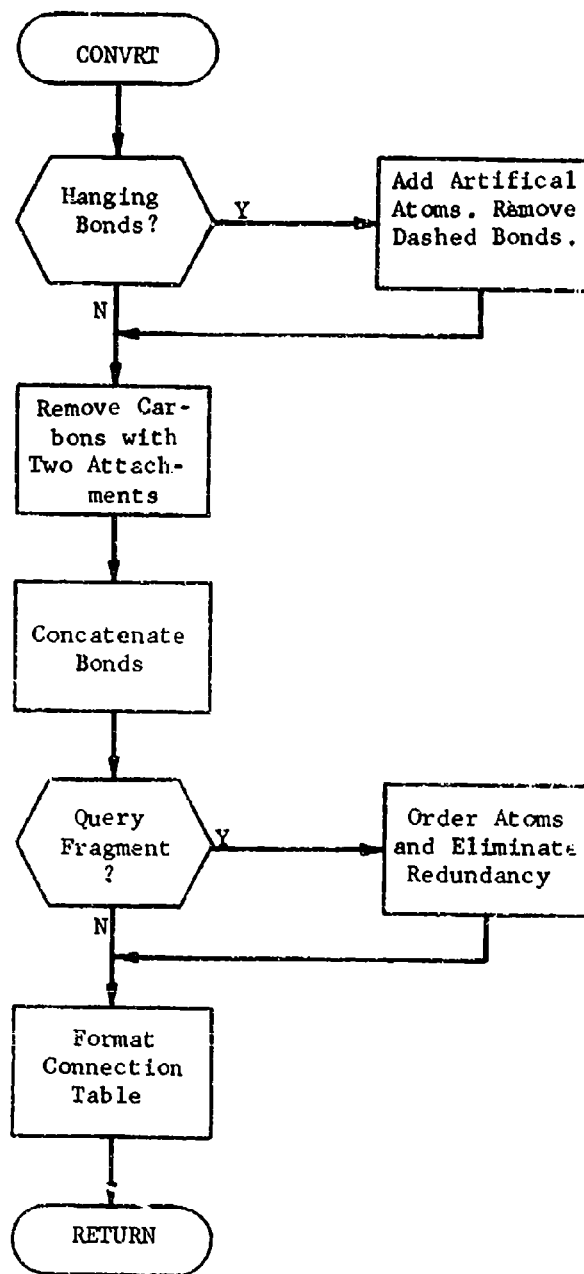 CONVRT
Hanging
Bonds?
Y
Add Artifical
Atoms. Remove
Dashed Bonds.
N
Remove Car-
bons with
Two Attach-
ments
Concatenate
Bonds
Query
Fragment
?
Y
Order Atoms
and Eliminate
Redundancy
N
Format
Connection
Table
RETURN